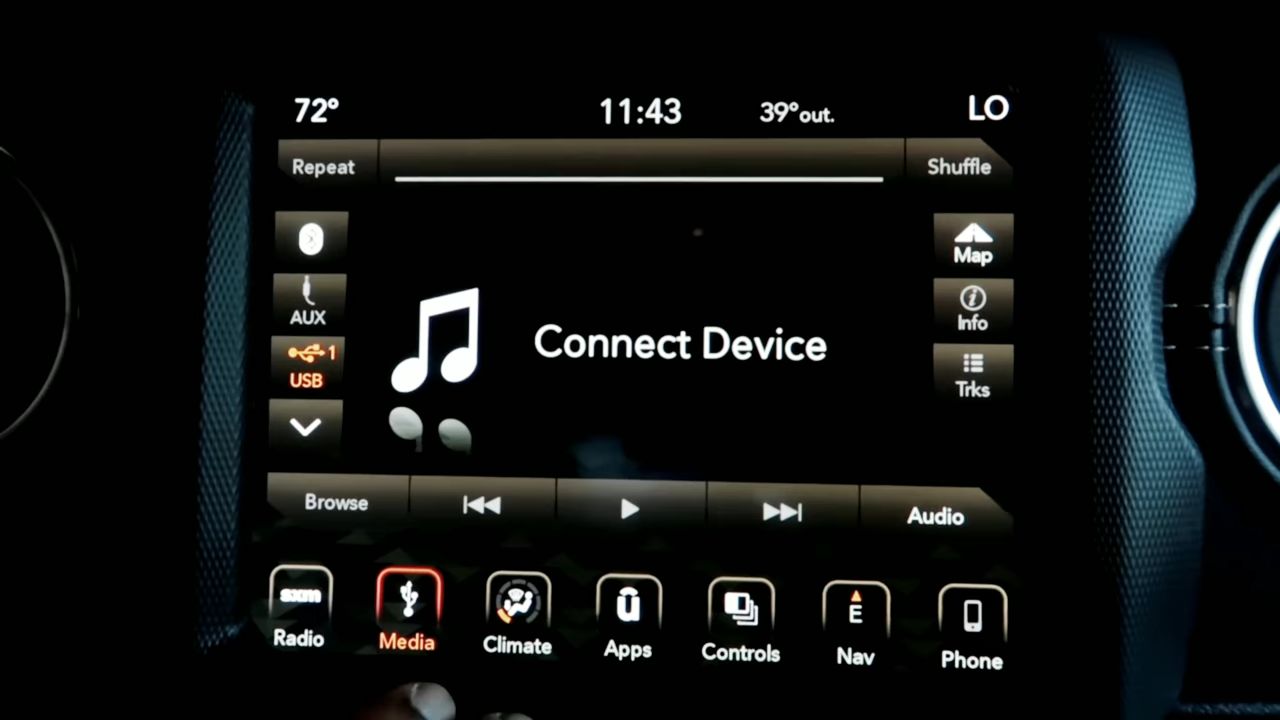 72° 11:43 39°out. LO
Repeat Shuffle
Map
AUX
Info
1
USB
Connect Device
Trks
Browse Audio
sxm
ū
E
Radio Media Climate Apps Controls Nav Phone